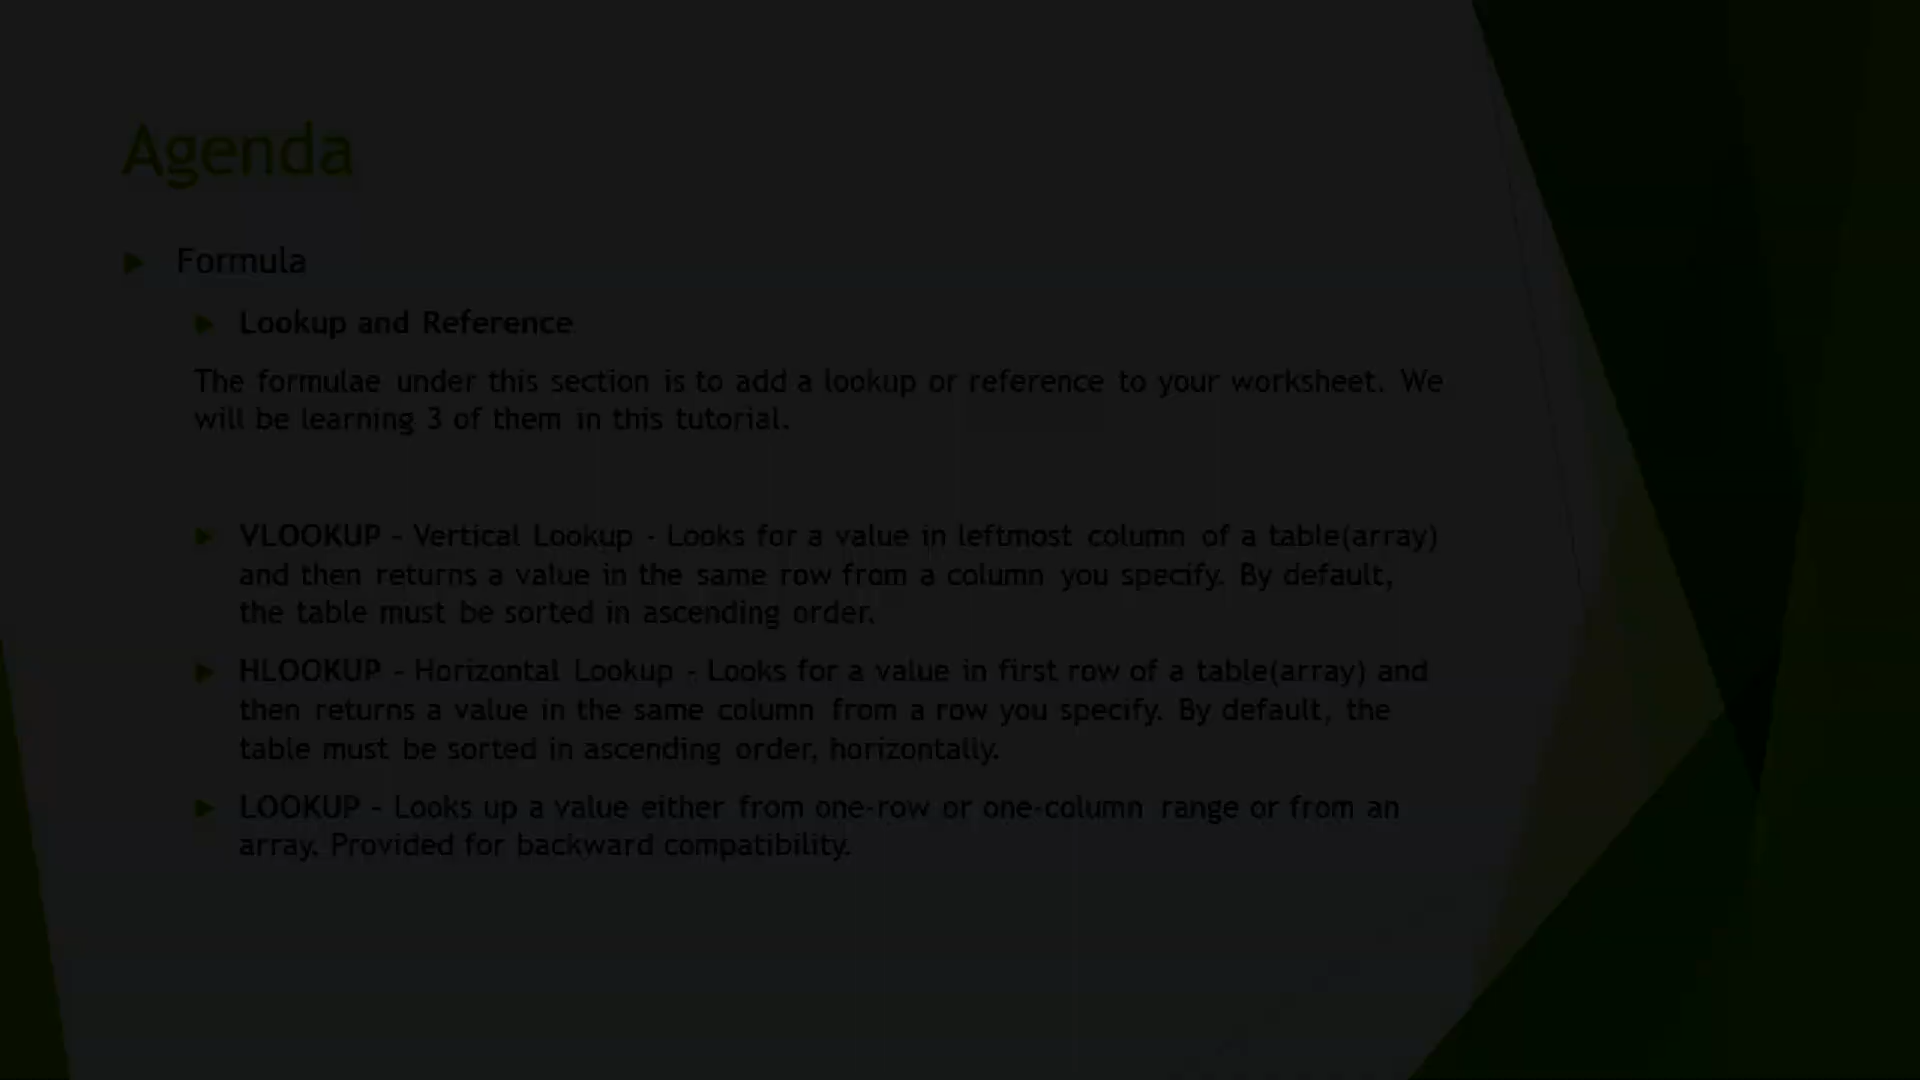 Agenda
Formula
Lookup and Reference
The formulae under this section is to add a lookup or reference to your worksheet. We
will be learning 3 of them in this tutorial.
VLOOKUP - Vertical Lookup - Looks for a value in leftmost column of a table(array)
and then returns a value in the same row from a column you specify. By default,
the table must be sorted in ascending order.
HLOOKUP - Horizontal Lookup - Looks for a value in first row of a table(array) and
then returns a value in the same column from a row you specify. By default, the
table must be sorted in ascending order, horizontally.
LOOKUP - Looks up a value either from one-row or one-column range or from an
array. Provided for backward compatibility.